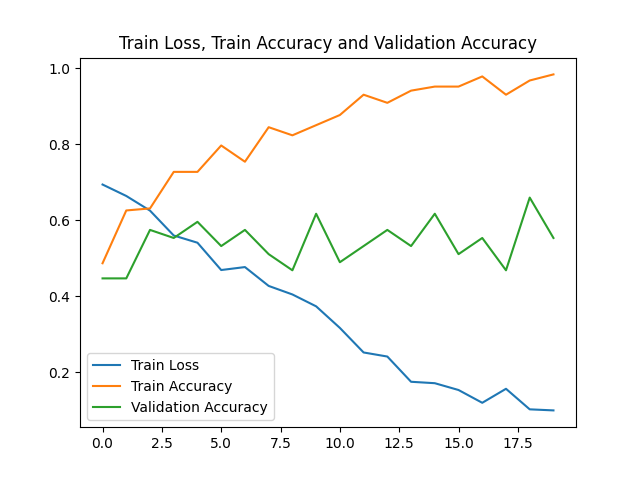 Train Loss, Train Accuracy and Validation Accuracy
1.0
0.8
0.6
0.4
0.2
Train Loss
Train Accuracy
Validation Accuracy
0.0 2.5 5.0 7.5 10.0 12.5 15.0 17.5